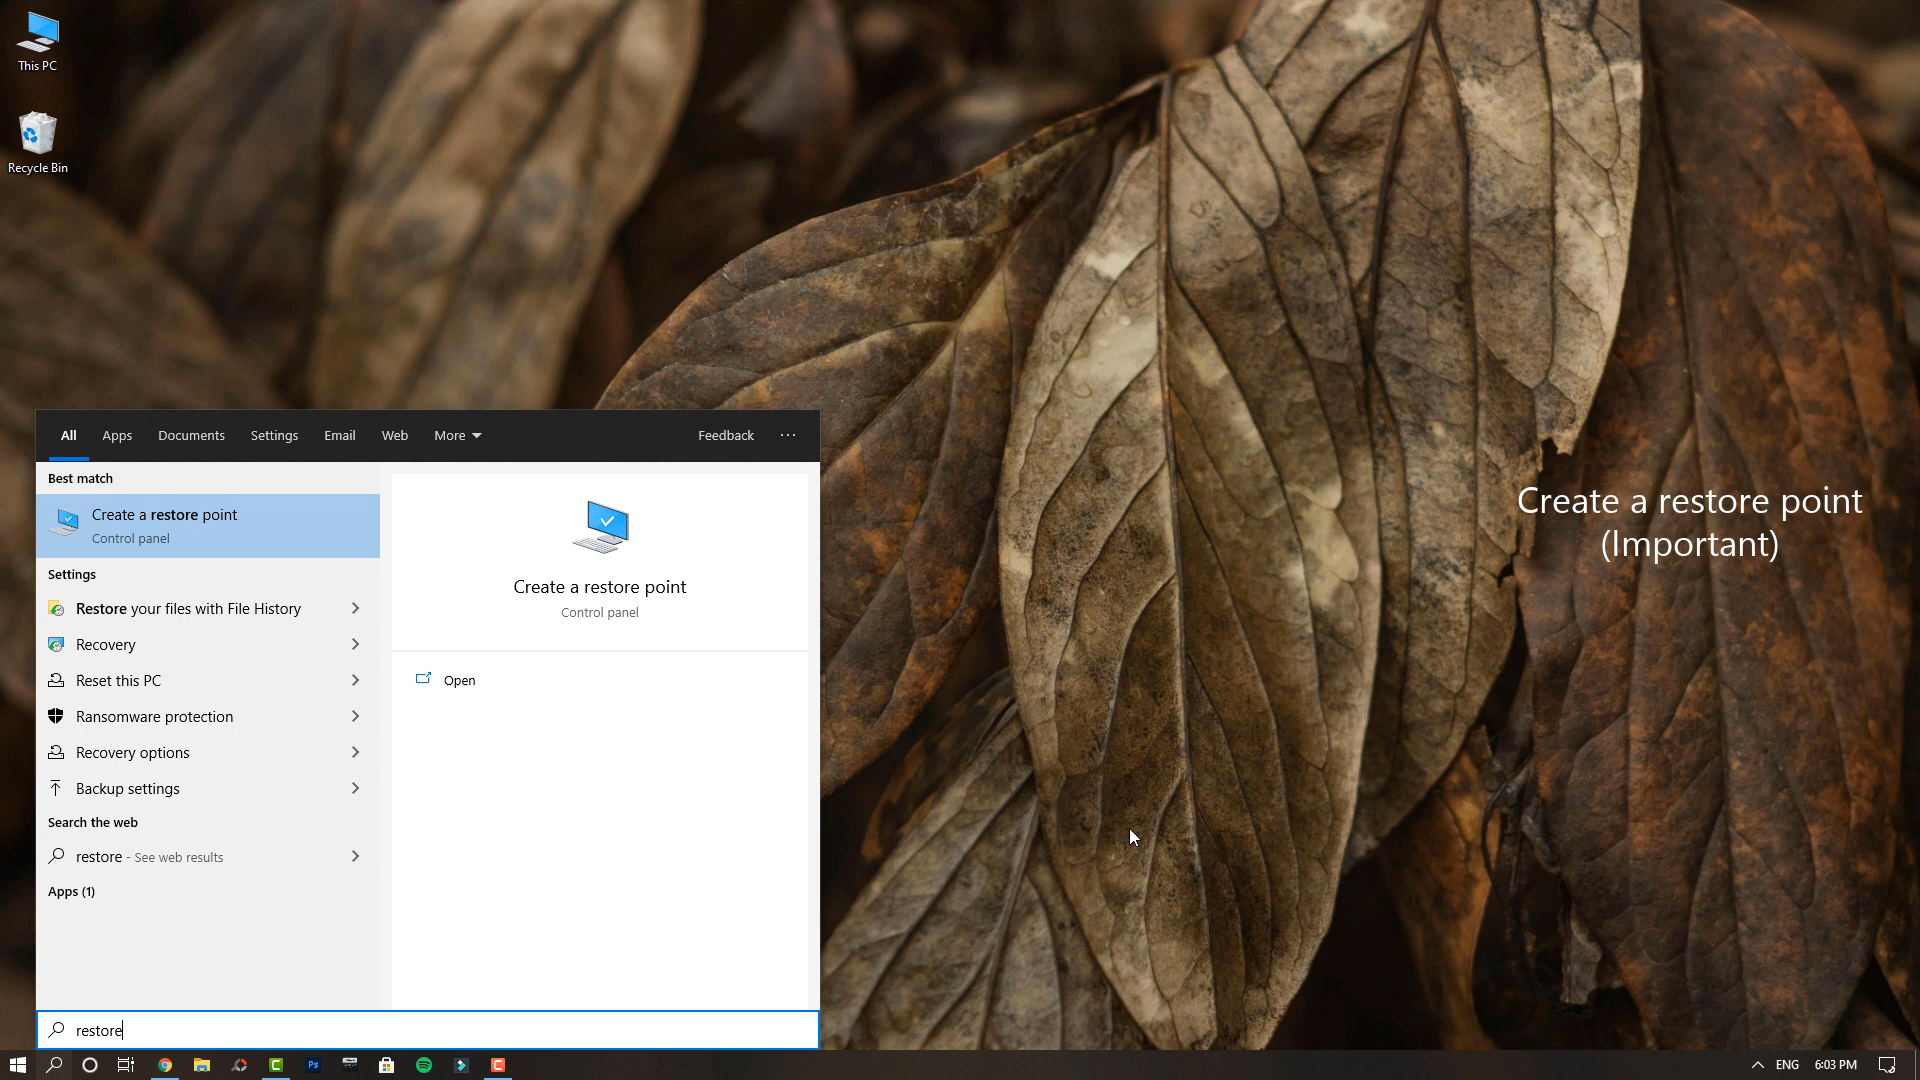 This PC
Recycle Bin
All Apps Documents Settings Email Web More Feedback ...
Best match
Create a restore point
Control panel
Settings
Restore your files with File History
Recovery
Reset this PC
Ransomware protection
Recovery options
Backup settings
Search the web
restore - See web results
Apps (1)
Create a restore point
Control panel
Open
restore
Create a restore point
(Important)
Ps
ENG 6:03 PM